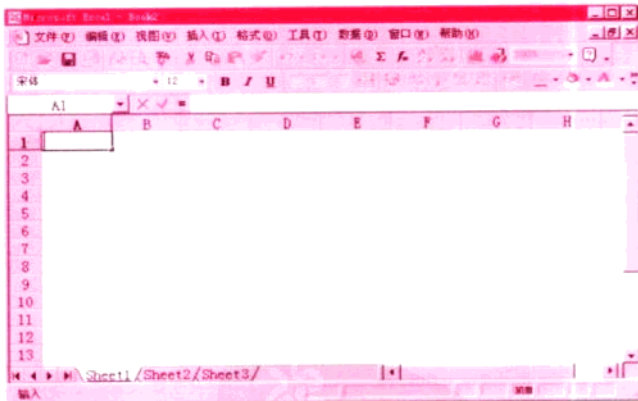 Microsoft Excel - Book2
文件(F) 编辑(E) 视图(V) 插入(I) 格式(O) 工具(T) 数据(D) 窗口(W) 帮助(H)
宋体 12 B I U
A1 =
A B C D E F G H
1
2
3
4
5
6
7
8
9
10
11
12
13
Sheet1 Sheet2 Sheet3
输入